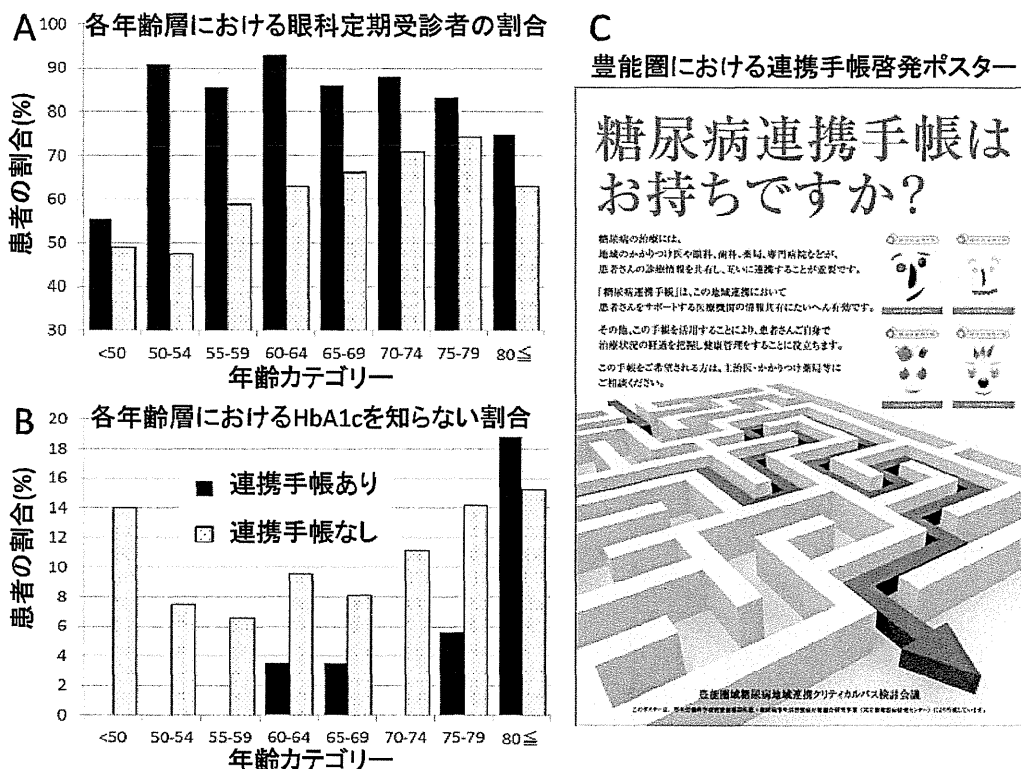 A 各年齢層における眼科定期受診者の割合
患者の割合(%)
100
90
80
70
60
50
40
30
<50 50-54 55-59 60-64 65-69 70-74 75-79 80≦
年齢カテゴリー
B 各年齢層におけるHbA1cを知らない割合
患者の割合(%)
20
18
16
14
12
10
8
6
4
2
0
連携手帳あり
連携手帳なし
<50 50-54 55-59 60-64 65-69 70-74 75-79 80≦
年齢カテゴリー
C
豊能圏における連携手帳啓発ポスター
糖尿病連携手帳は
お持ちですか?
糖尿病の治療には、
地域のかかりつけ医や眼科、歯科、薬局、専門病院などが、
患者さんの診療情報を共有し、互いに連携することが重要です。
「糖尿病連携手帳」は、この地域連携において
患者さんをサポートする医療機関の情報共有にたいへん有効です。
その他、この手帳を活用することにより、患者さんご自身で
治療状況の経過を把握し健康管理をすることに役立ちます。
この手帳をご希望される方は、主治医・かかりつけ薬局等に
ご相談ください。
豊能圏域糖尿病地域連携クリティカルパス検討会議